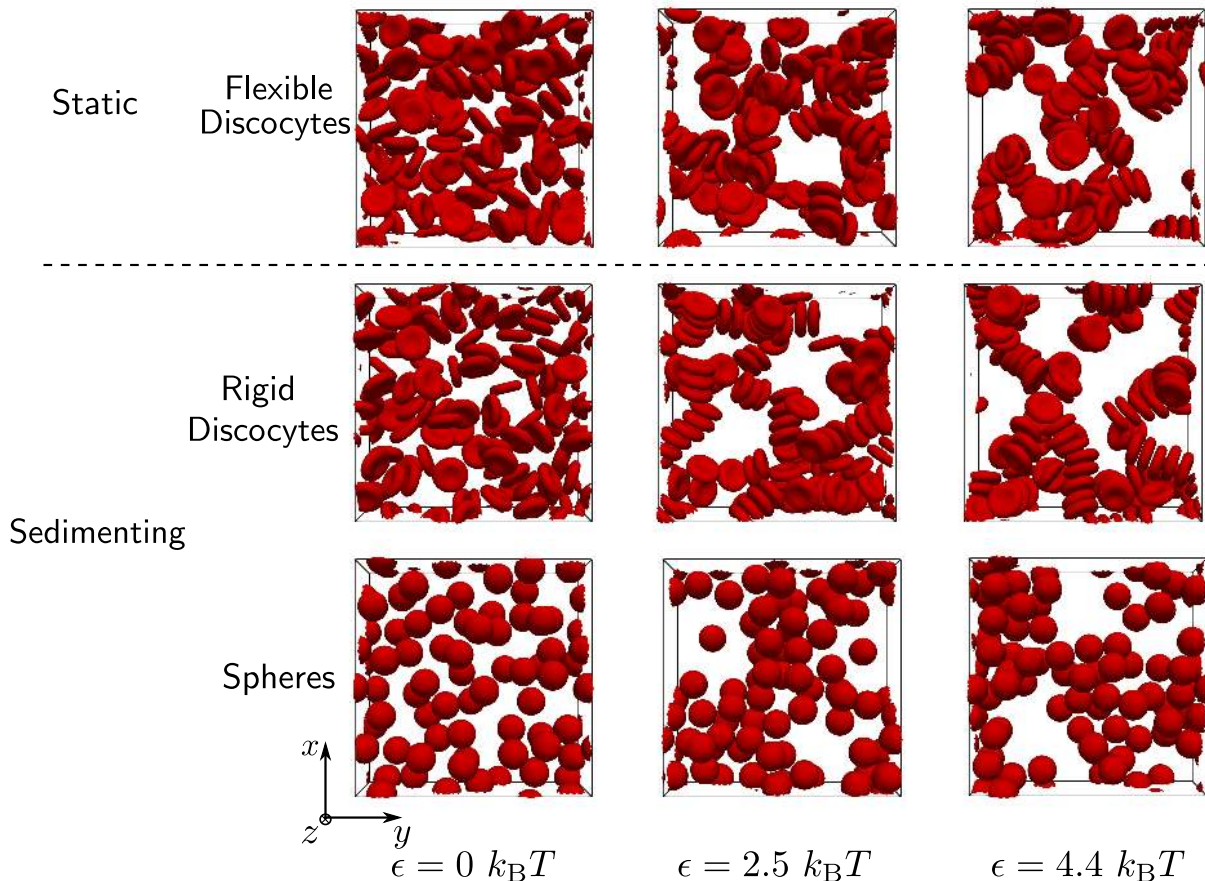 Static
Flexible
Discocytes
Rigid
Discocytes
Sedimenting
Spheres
x
z
y
ϵ = 0 k_BT
ϵ = 2.5 k_BT
ϵ = 4.4 k_BT